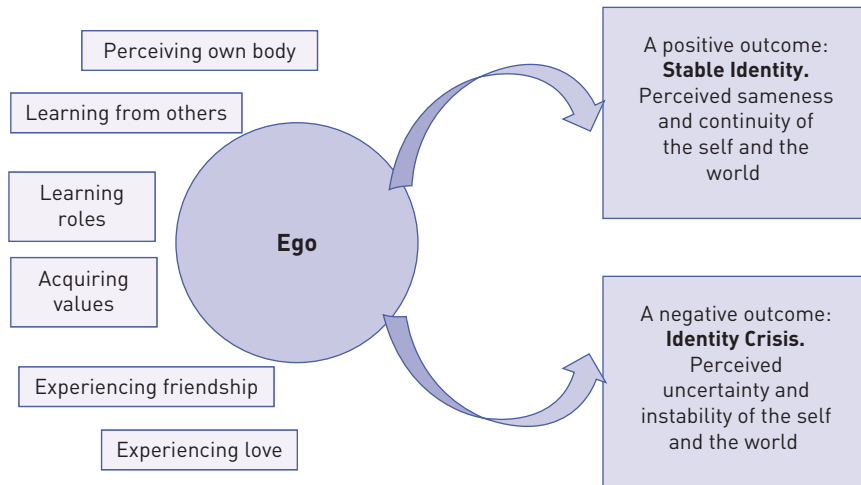 Perceiving own body
Learning from others
Learning
roles
Acquiring
values
Experiencing friendship
Experiencing love
Ego
A positive outcome:
Stable Identity.
Perceived sameness
and continuity of
the self and the
world
A negative outcome:
Identity Crisis.
Perceived
uncertainty and
instability of the self
and the world